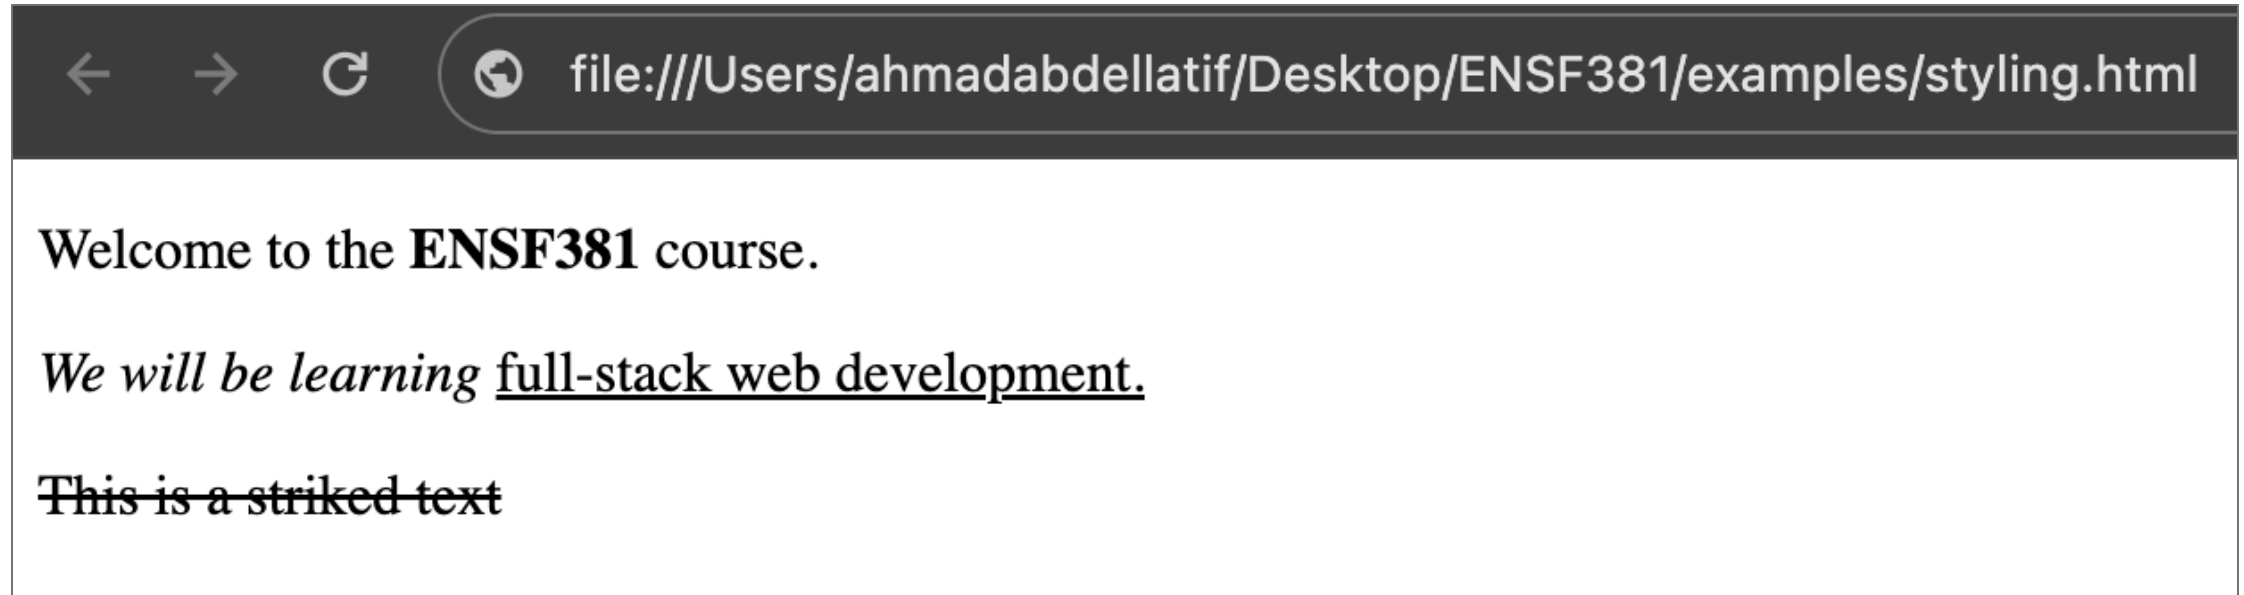 file:///Users/ahmadabdellatif/Desktop/ENSF381/examples/styling.html
Welcome to the ENSF381 course.
We will be learning full-stack web development.
This is a striked text